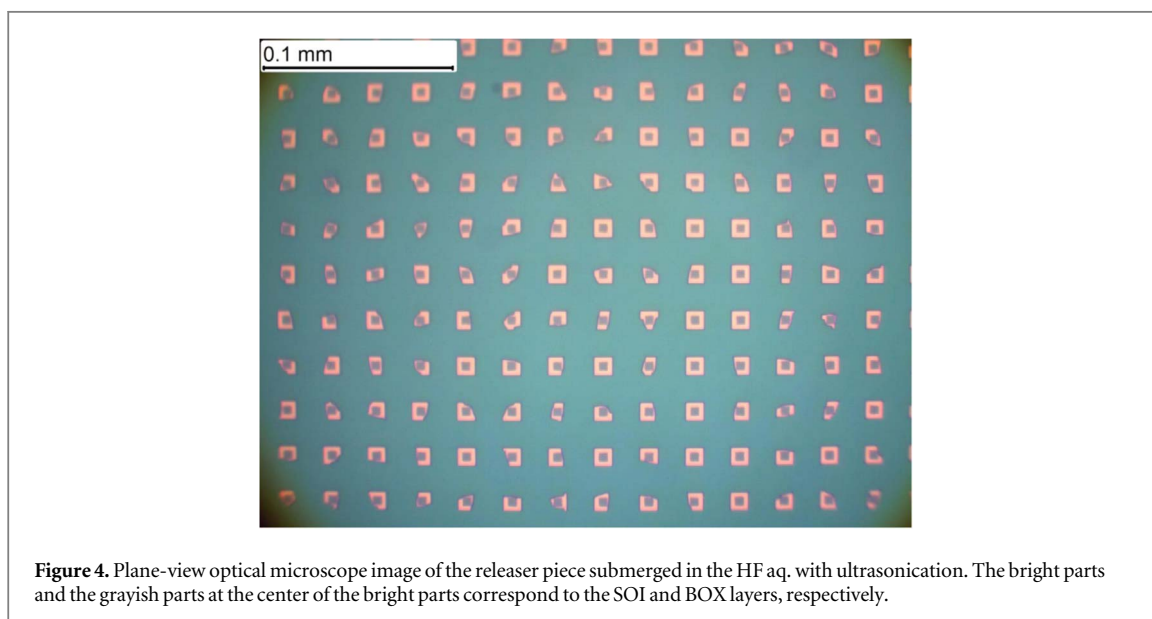 0.1 mm
Figure 4. Plane-view optical microscope image of the releaser piece submerged in the HF aq. with ultrasonication. The bright parts
and the grayish parts at the center of the bright parts correspond to the SOI and BOX layers, respectively.